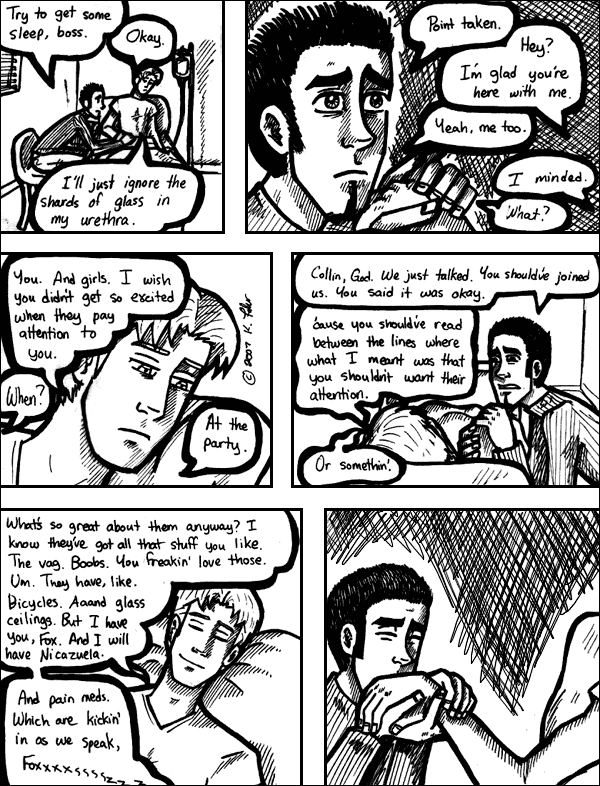 Try to get some
sleep, boss.
Okay.
I'll just ignore the
shards of glass in
my urethra.
Point taken.
Hey?
I'm glad you're
here with me.
Yeah, me too.
I minded.
What?
You. And girls. I wish
you didn't get so excited
when they pay
attention to
you.
When?
At the
party.
© 2007 K. Feler
Collin, God. We just talked. You should've joined
us. You said it was okay.
'cause you should've read
between the lines where
what I meant was that
you shouldn't want their
attention.
Or somethin'.
What's so great about them anyway? I
know they've got all that stuff you like.
The vag. Boobs. You freakin' love those.
Um. They have, like.
Bicycles. Aaand glass
ceilings. But I have
you, Fox. And I will
have Nicazuela.
And pain meds.
Which are kickin'
in as we speak,
Foxxxxsssszzz